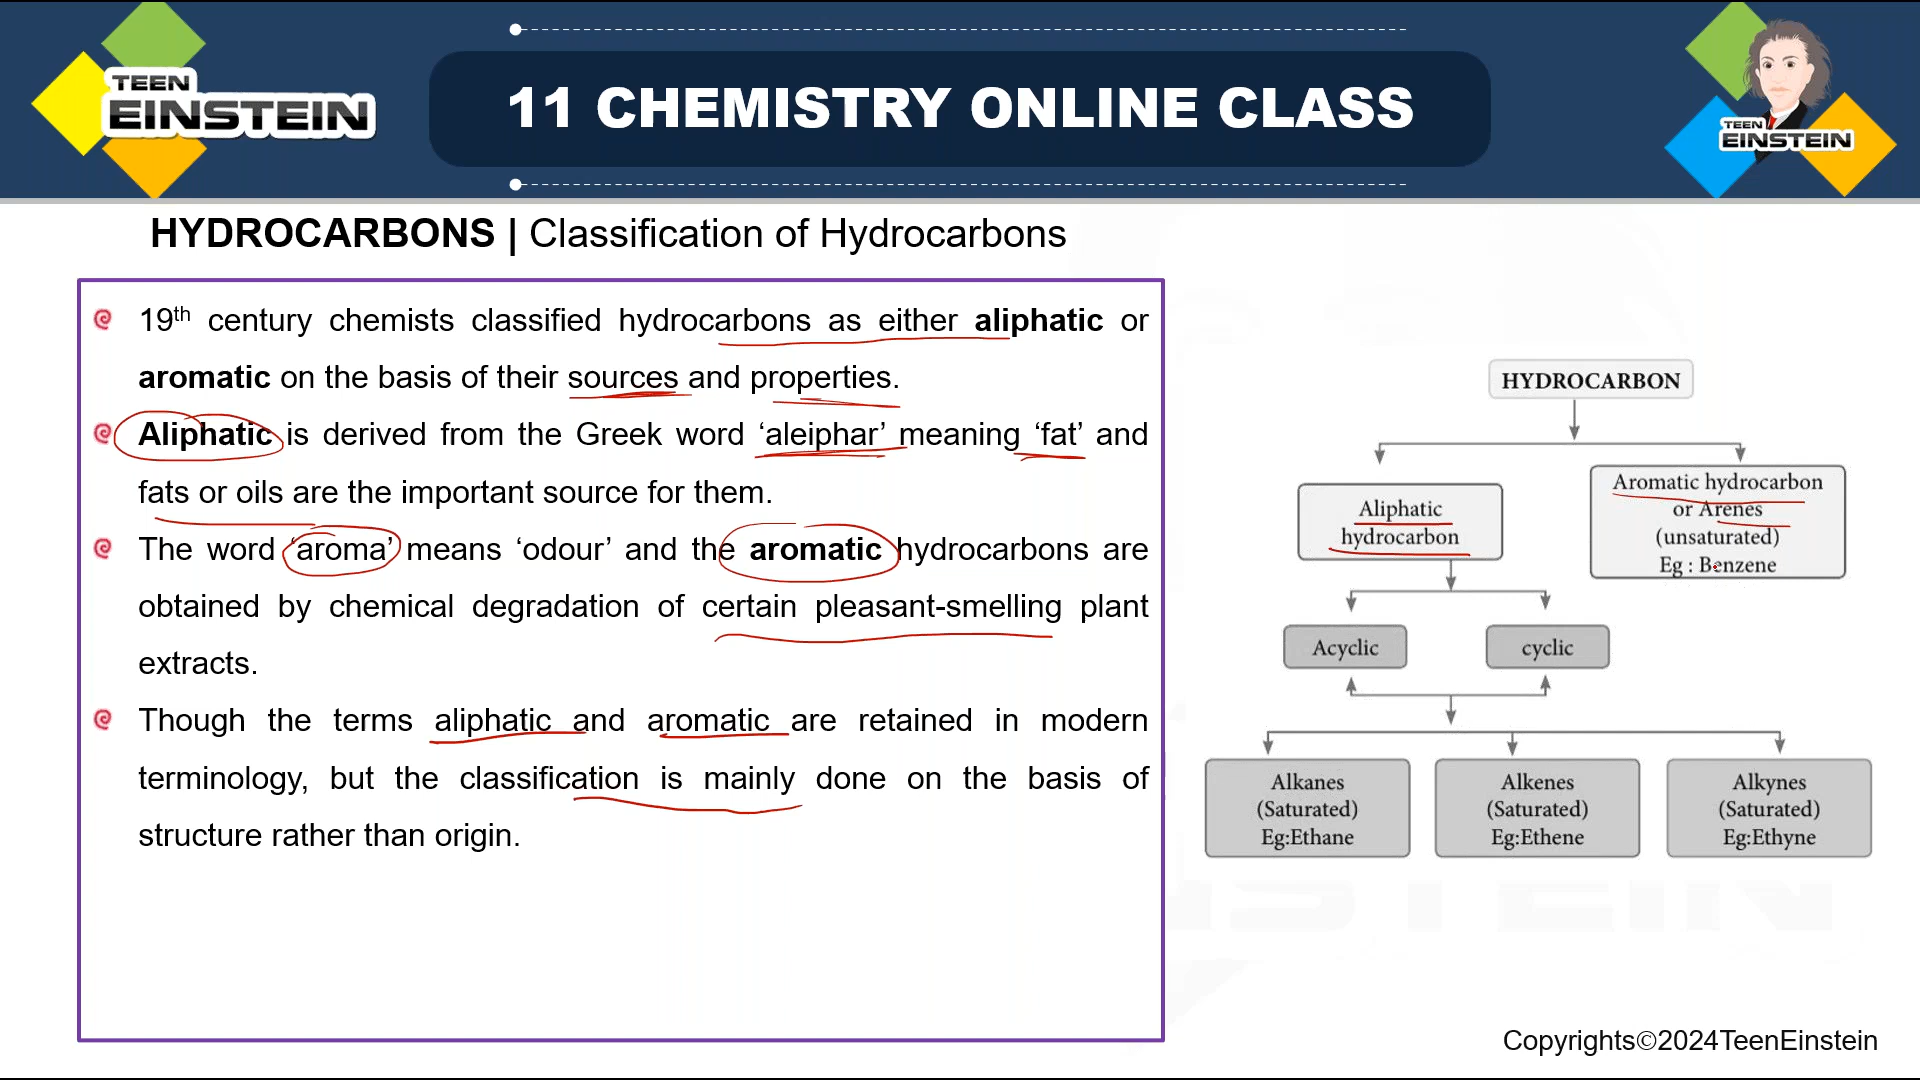 TEEN
EINSTEIN
11 CHEMISTRY ONLINE CLASS
TEEN
EINSTEIN
HYDROCARBONS | Classification of Hydrocarbons
19th century chemists classified hydrocarbons as either aliphatic or
aromatic on the basis of their sources and properties.
Aliphatic is derived from the Greek word ‘aleiphar’ meaning ‘fat’ and
fats or oils are the important source for them.
The word ‘aroma’ means ‘odour’ and the aromatic hydrocarbons are
obtained by chemical degradation of certain pleasant-smelling plant
extracts.
Though the terms aliphatic and aromatic are retained in modern
terminology, but the classification is mainly done on the basis of
structure rather than origin.
HYDROCARBON
Aliphatic
hydrocarbon
Aromatic hydrocarbon
or Arenes
(unsaturated)
Eg : Benzene
Acyclic
cyclic
Alkanes
(Saturated)
Eg:Ethane
Alkenes
(Saturated)
Eg:Ethene
Alkynes
(Saturated)
Eg:Ethyne
Copyrights©2024TeenEinstein